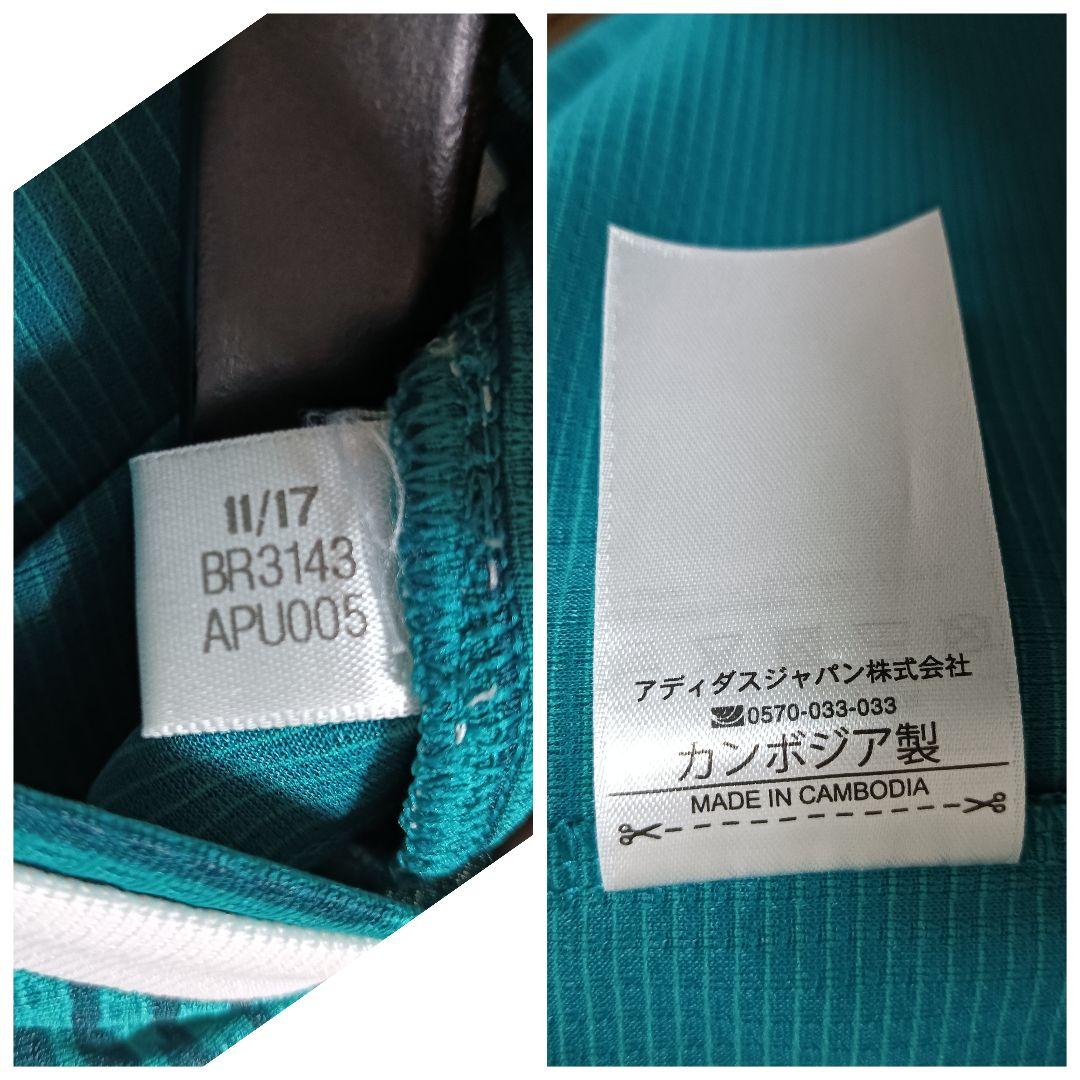 11/17
BR3143
APU005
アディダスジャパン株式会社
0570-033-033
カンボジア製
MADE IN CAMBODIA